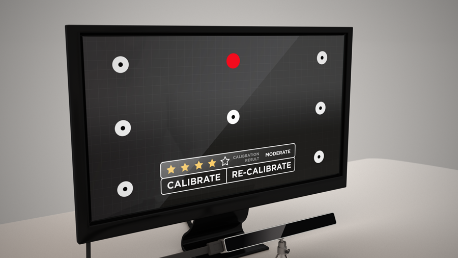 CALIBRATION
RESULT
MODERATE
CALIBRATE
RE-CALIBRATE